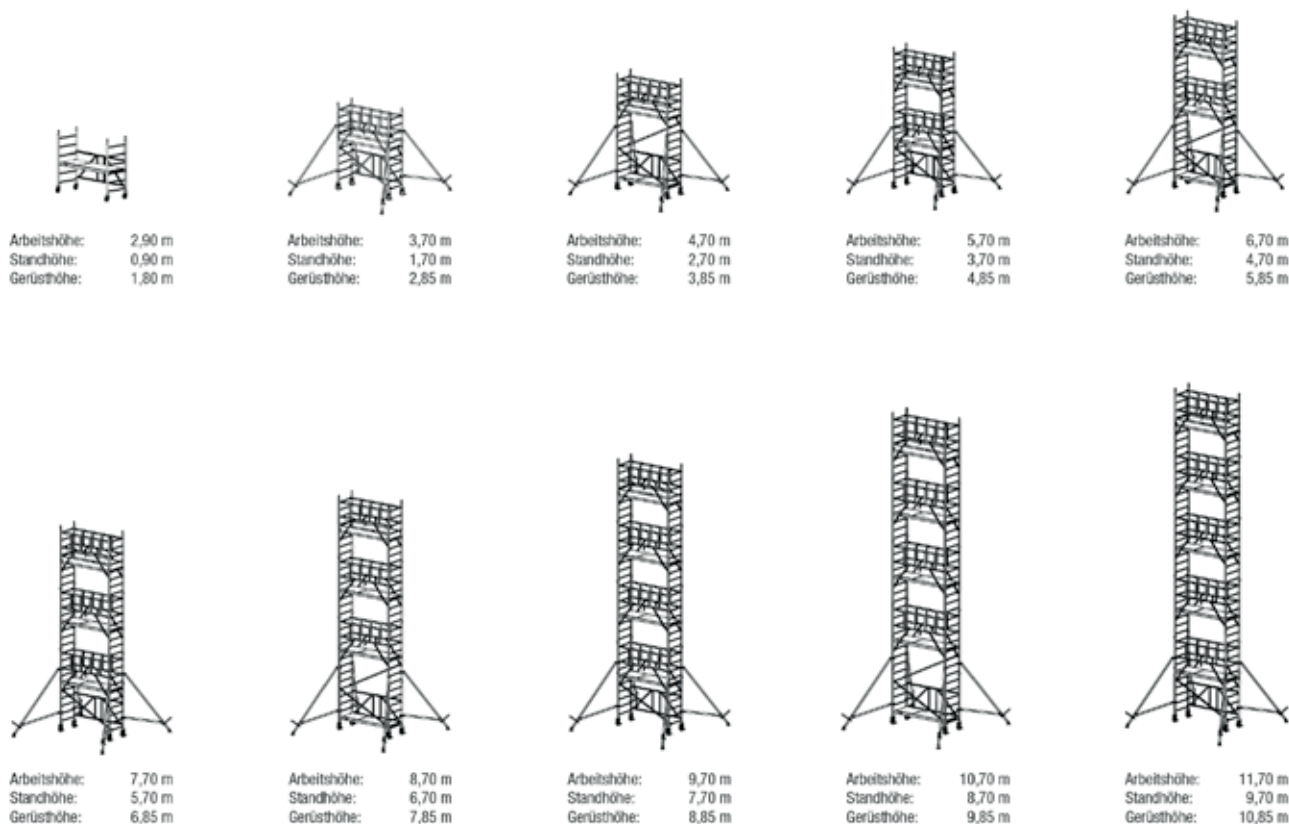 Arbeitshöhe: 2,90 m
Standhöhe: 0,90 m
Gerüsthöhe: 1,80 m
Arbeitshöhe: 3,70 m
Standhöhe: 1,70 m
Gerüsthöhe: 2,85 m
Arbeitshöhe: 4,70 m
Standhöhe: 2,70 m
Gerüsthöhe: 3,85 m
Arbeitshöhe: 5,70 m
Standhöhe: 3,70 m
Gerüsthöhe: 4,85 m
Arbeitshöhe: 6,70 m
Standhöhe: 4,70 m
Gerüsthöhe: 5,85 m
Arbeitshöhe: 7,70 m
Standhöhe: 5,70 m
Gerüsthöhe: 6,85 m
Arbeitshöhe: 8,70 m
Standhöhe: 6,70 m
Gerüsthöhe: 7,85 m
Arbeitshöhe: 9,70 m
Standhöhe: 7,70 m
Gerüsthöhe: 8,85 m
Arbeitshöhe: 10,70 m
Standhöhe: 8,70 m
Gerüsthöhe: 9,85 m
Arbeitshöhe: 11,70 m
Standhöhe: 9,70 m
Gerüsthöhe: 10,85 m